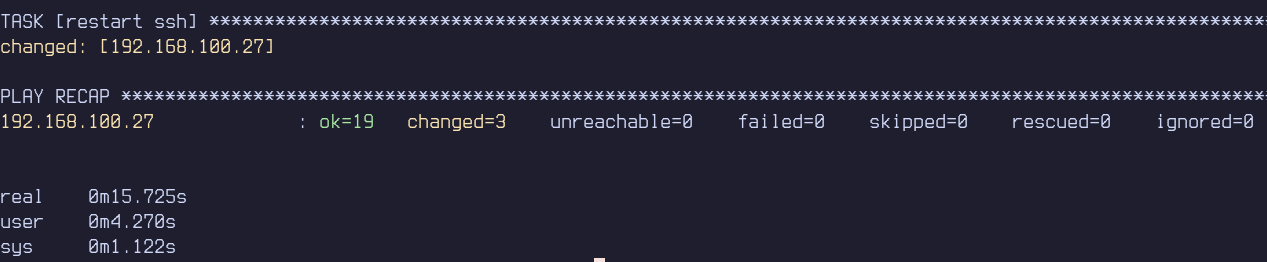 TASK [restart ssh] *************************************************************************************************
changed: [192.168.100.27]
PLAY RECAP *********************************************************************************************************
192.168.100.27 : ok=19 changed=3 unreachable=0 failed=0 skipped=0 rescued=0 ignored=0
real 0m15.725s
user 0m4.270s
sys 0m1.122s